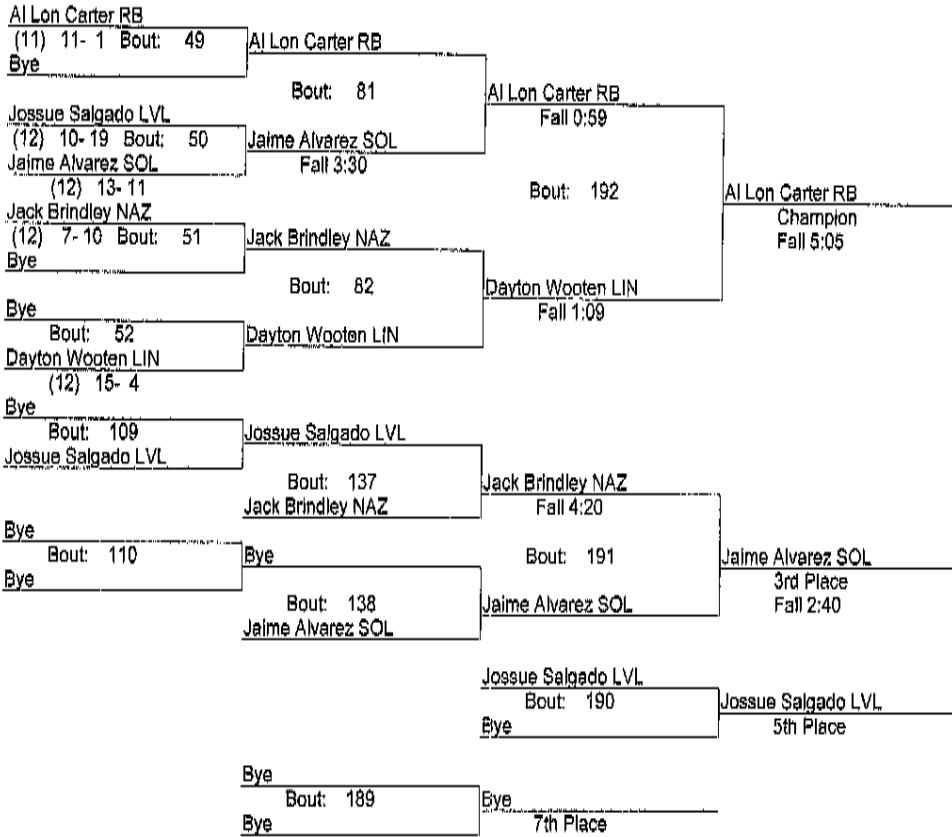 Al Lon Carter RB
(11) 11- 1 Bout: 49
Bye
Al Lon Carter RB
Bout: 81
Jossue Salgado LVL
(12) 10- 19 Bout: 50
Jaime Alvarez SOL
(12) 13- 11
Jaime Alvarez SOL
Fall 3:30
Al Lon Carter RB
Fall 0:59
Bout: 192
Jack Brindley NAZ
(12) 7- 10 Bout: 51
Bye
Jack Brindley NAZ
Bout: 82
Bye
Bout: 52
Dayton Wooten LIN
(12) 15- 4
Dayton Wooten LIN
Dayton Wooten LIN
Fall 1:09
Al Lon Carter RB
Champion
Fall 5:05
Bye
Bout: 109
Jossue Salgado LVL
Jossue Salgado LVL
Bout: 137
Jack Brindley NAZ
Jack Brindley NAZ
Fall 4:20
Bout: 191
Bye
Bout: 110
Bye
Bye
Bout: 138
Jaime Alvarez SOL
Jaime Alvarez SOL
Jaime Alvarez SOL
3rd Place
Fall 2:40
Jossue Salgado LVL
Bout: 190
Bye
Jossue Salgado LVL
5th Place
Bye
Bout: 189
Bye
Bye
7th Place